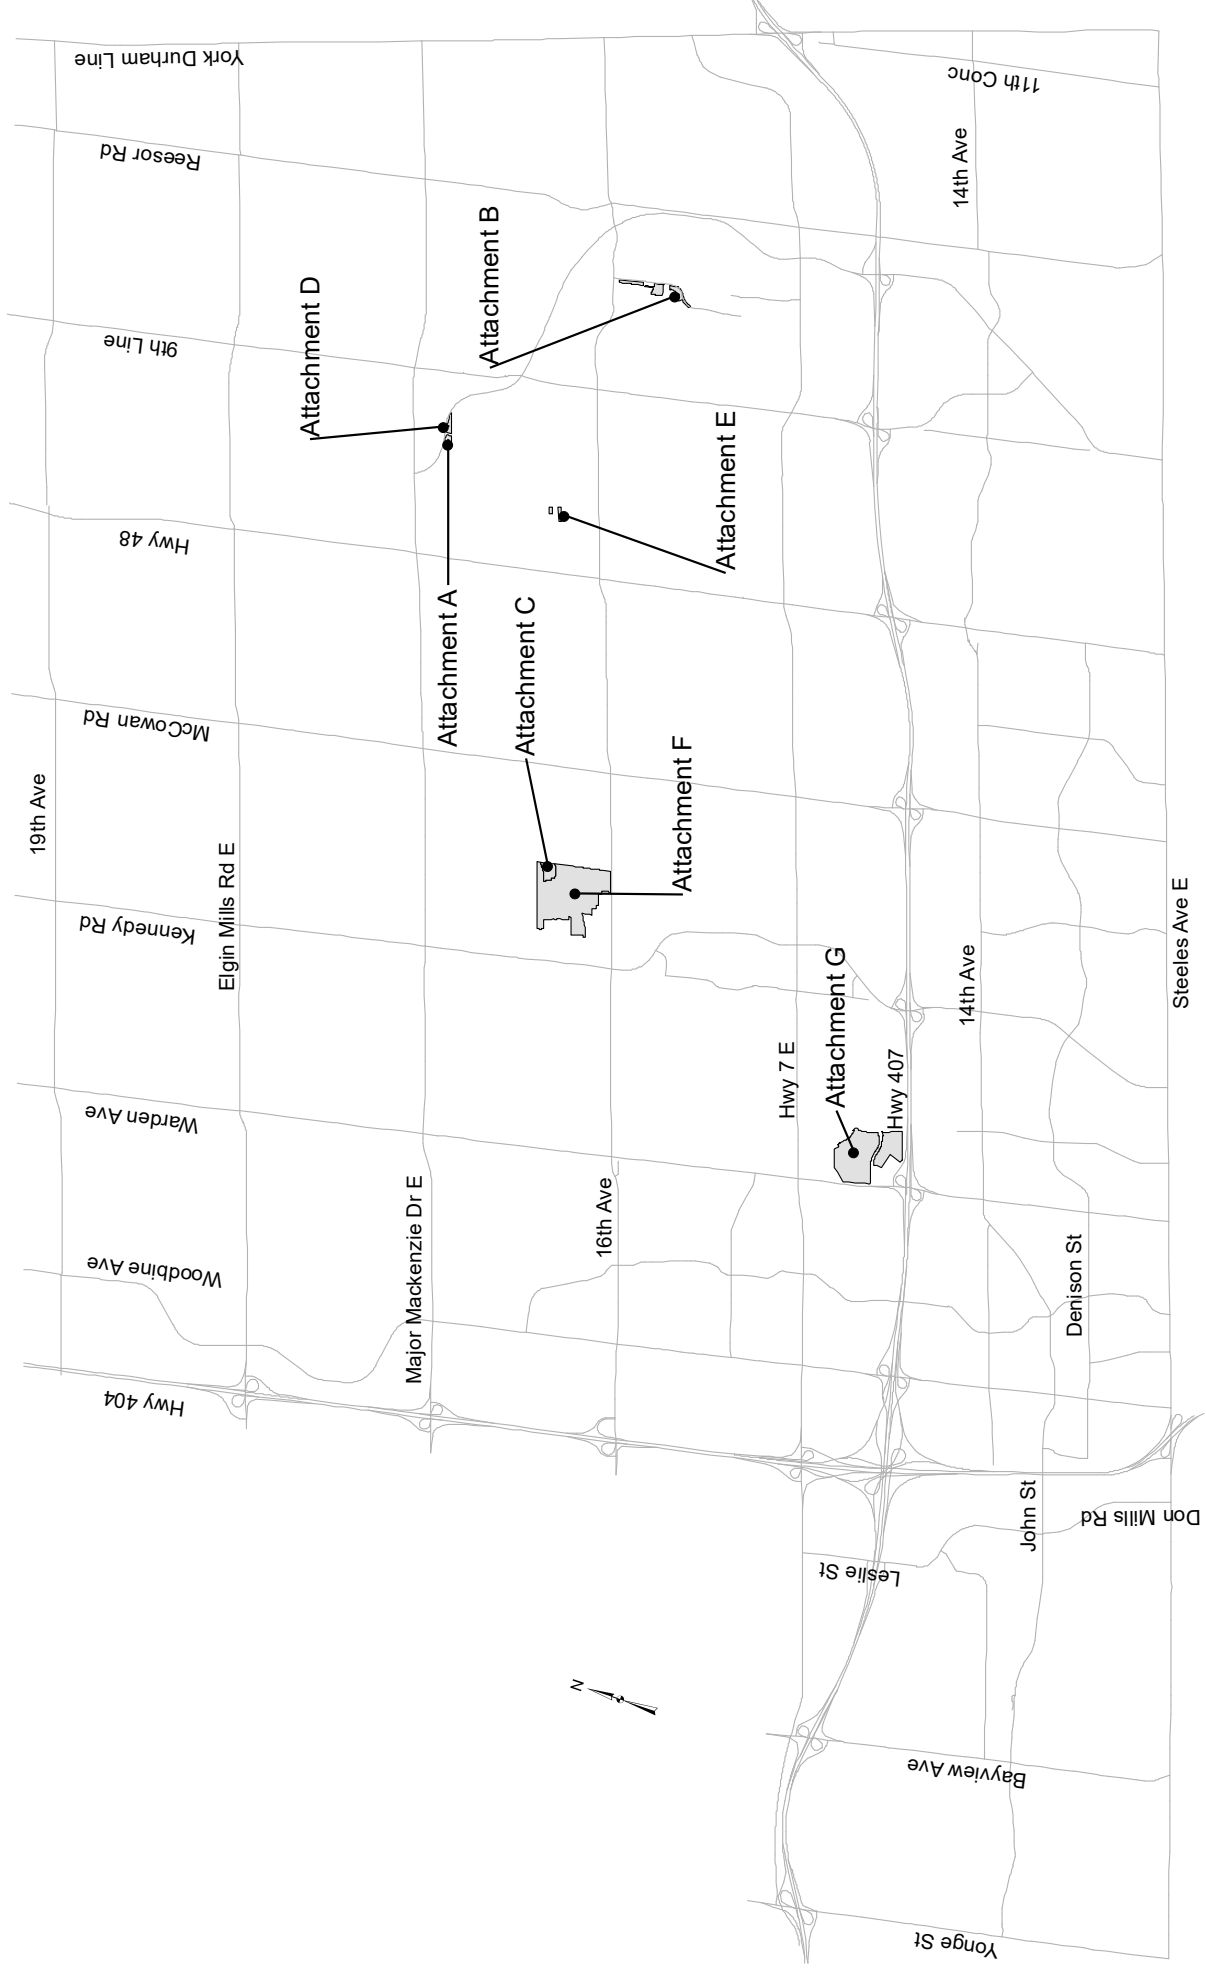 York Durham Line
11th Conc
Reesor Rd
14th Ave
Attachment B
Attachment D
9th Line
Attachment E
Hwy 48
Attachment A
Attachment C
McCowan Rd
Attachment F
19th Ave
Elgin Mills Rd E
Kennedy Rd
Steeles Ave E
14th Ave
Attachment G
Hwy 7 E
Hwy 407
Warden Ave
Major Mackenzie Dr E
16th Ave
Woodbine Ave
Denison St
Hwy 404
John St
Don Mills Rd
Leslie St
N
Bayview Ave
Yonge St